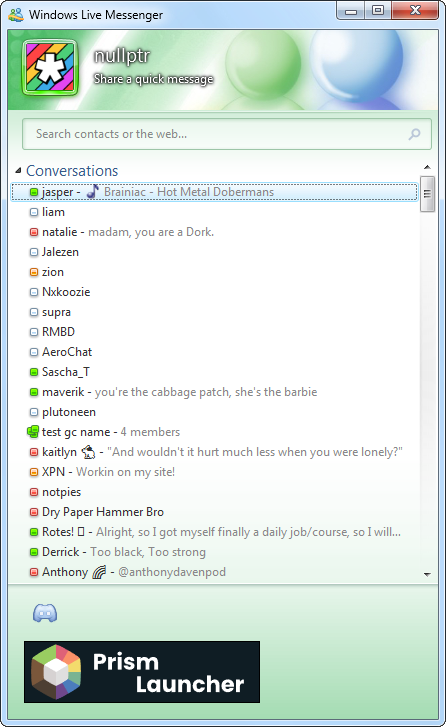 Windows Live Messenger
nullptr
Share a quick message
Search contacts or the web...
Conversations
jasper - 🎵 Brainiac - Hot Metal Dobermans
liam
natalie - madam, you are a Dork.
Jalezen
zion
Nxkoozie
supra
RMBD
AeroChat
Sascha_T
maverik - you're the cabbage patch, she's the barbie
plutoneen
test gc name - 4 members
kaitlyn - "And wouldn't it hurt much less when you were lonely?"
XPN - Workin on my site!
notpies
Dry Paper Hammer Bro
Rotes! ▯ - Alright, so I got myself finally a daily job/course, so I will...
Derrick - Too black, Too strong
Anthony 🌈 - @anthonydavenpod
Prism
Launcher